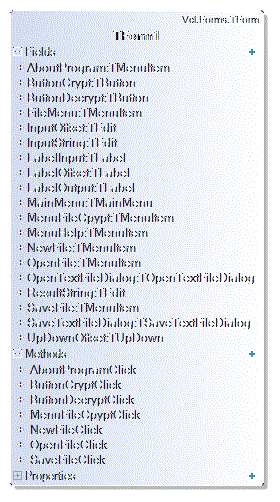 Vcl.Forms.TForm
TForm1
Fields
AboutProgram:TMenuItem
ButtonCrypt:TButton
ButtonDecrypt:TButton
FileMenu:TMenuItem
InputOffset:TEdit
InputString:TEdit
LabelInput:TLabel
LabelOffset:TLabel
LabelOutput:TLabel
MainMenu:TMainMenu
MenuFileCpypt:TMenuItem
MenuHelp:TMenuItem
NewFile:TMenuItem
OpenFile:TMenuItem
OpenTextFileDialog:TOpenTextFileDialog
ResultString:TEdit
SaveFile:TMenuItem
SaveTextFileDialog:TSaveTextFileDialog
UpDownOffset:TUpDown
Methods
AboutProgramClick
ButtonCryptClick
ButtonDecryptClick
MenuFileCpyptClick
NewFileClick
OpenFileClick
SaveFileClick
Properties